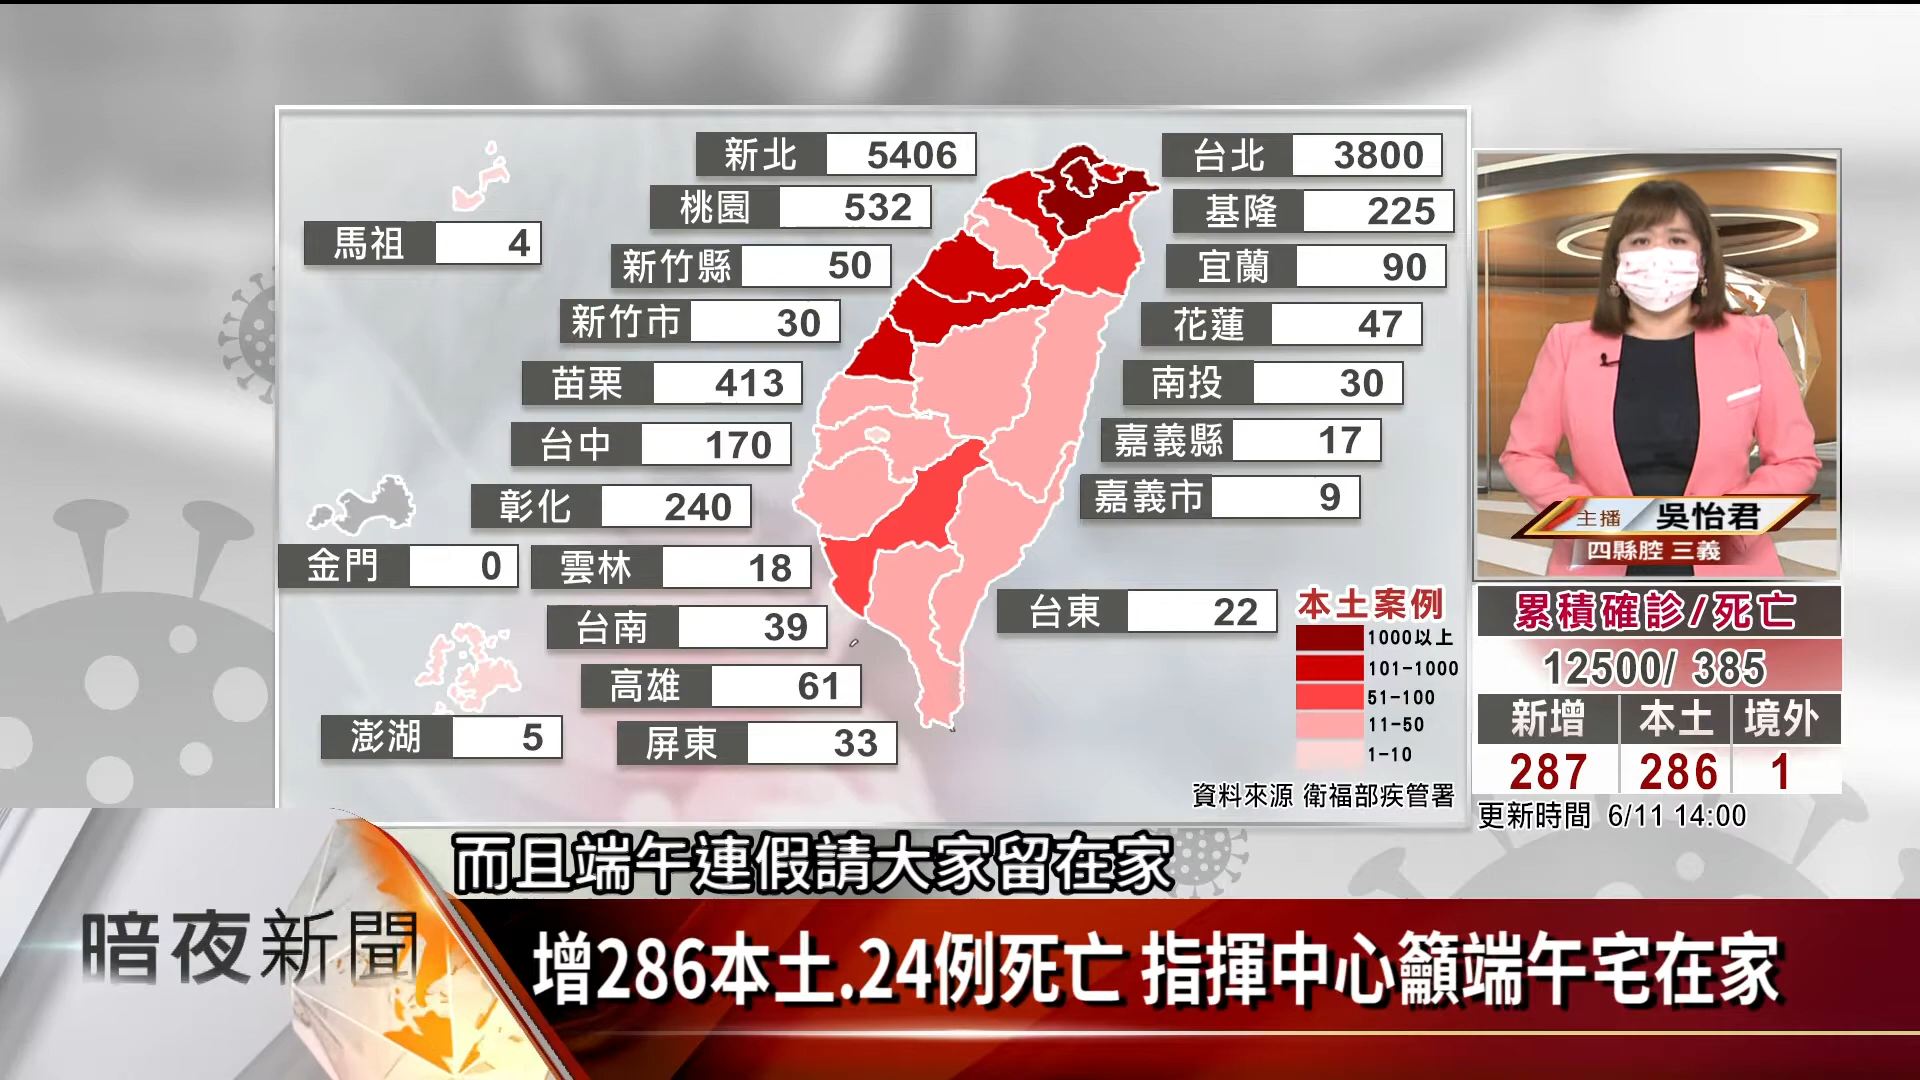 新北 5406
台北 3800
桃園 532
基隆 225
馬祖 4
新竹縣 50
宜蘭 90
新竹市 30
花蓮 47
苗栗 413
南投 30
台中 170
嘉義縣 17
彰化 240
嘉義市 9
金門 0
雲林 18
台南 39
台東 22
高雄 61
澎湖 5
屏東 33
本土案例
1000以上
101-1000
51-100
11-50
1-10
資料來源 衛福部疾管署
主播 吳怡君
四縣腔 三義
累積確診/死亡
12500/ 385
新增 本土 境外
287 286 1
更新時間 6/11 14:00
而且端午連假請大家留在家
暗夜新聞
增286本土.24例死亡 指揮中心籲端午宅在家